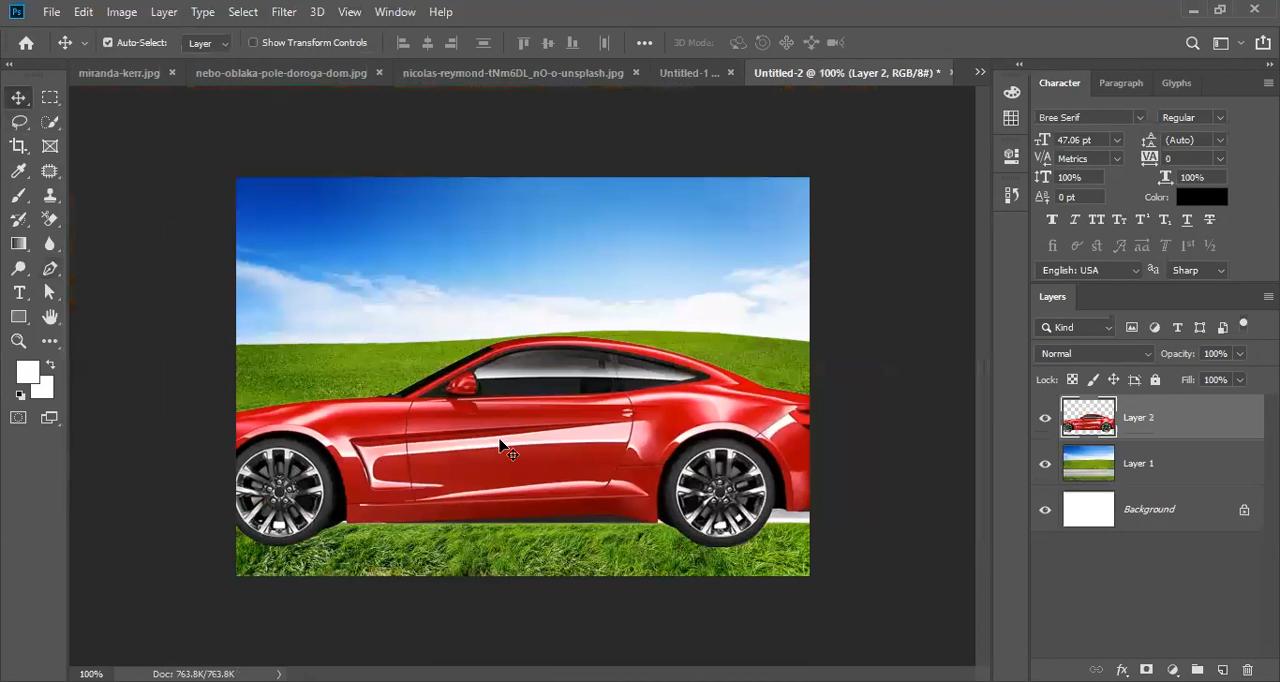 Ps File Edit Image Layer Type Select Filter 3D View Window Help
Auto-Select: Layer Show Transform Controls 3D Mode:
miranda-kerr.jpg nebo-oblaka-pole-doroga-dom.jpg nicolas-reymond-tNm6DL_nO-o-unsplash.jpg Untitled-1 ... Untitled-2 @ 100% (Layer 2, RGB/8#) *
Character Paragraph Glyphs
Bree Serif Regular
47.06 pt (Auto)
Metrics 0
100% 100%
0 pt Color:
English: USA Sharp
Layers
Kind
Normal Opacity: 100%
Lock: Fill: 100%
Layer 2
Layer 1
Background
100% Doc: 763.8K/763.8K